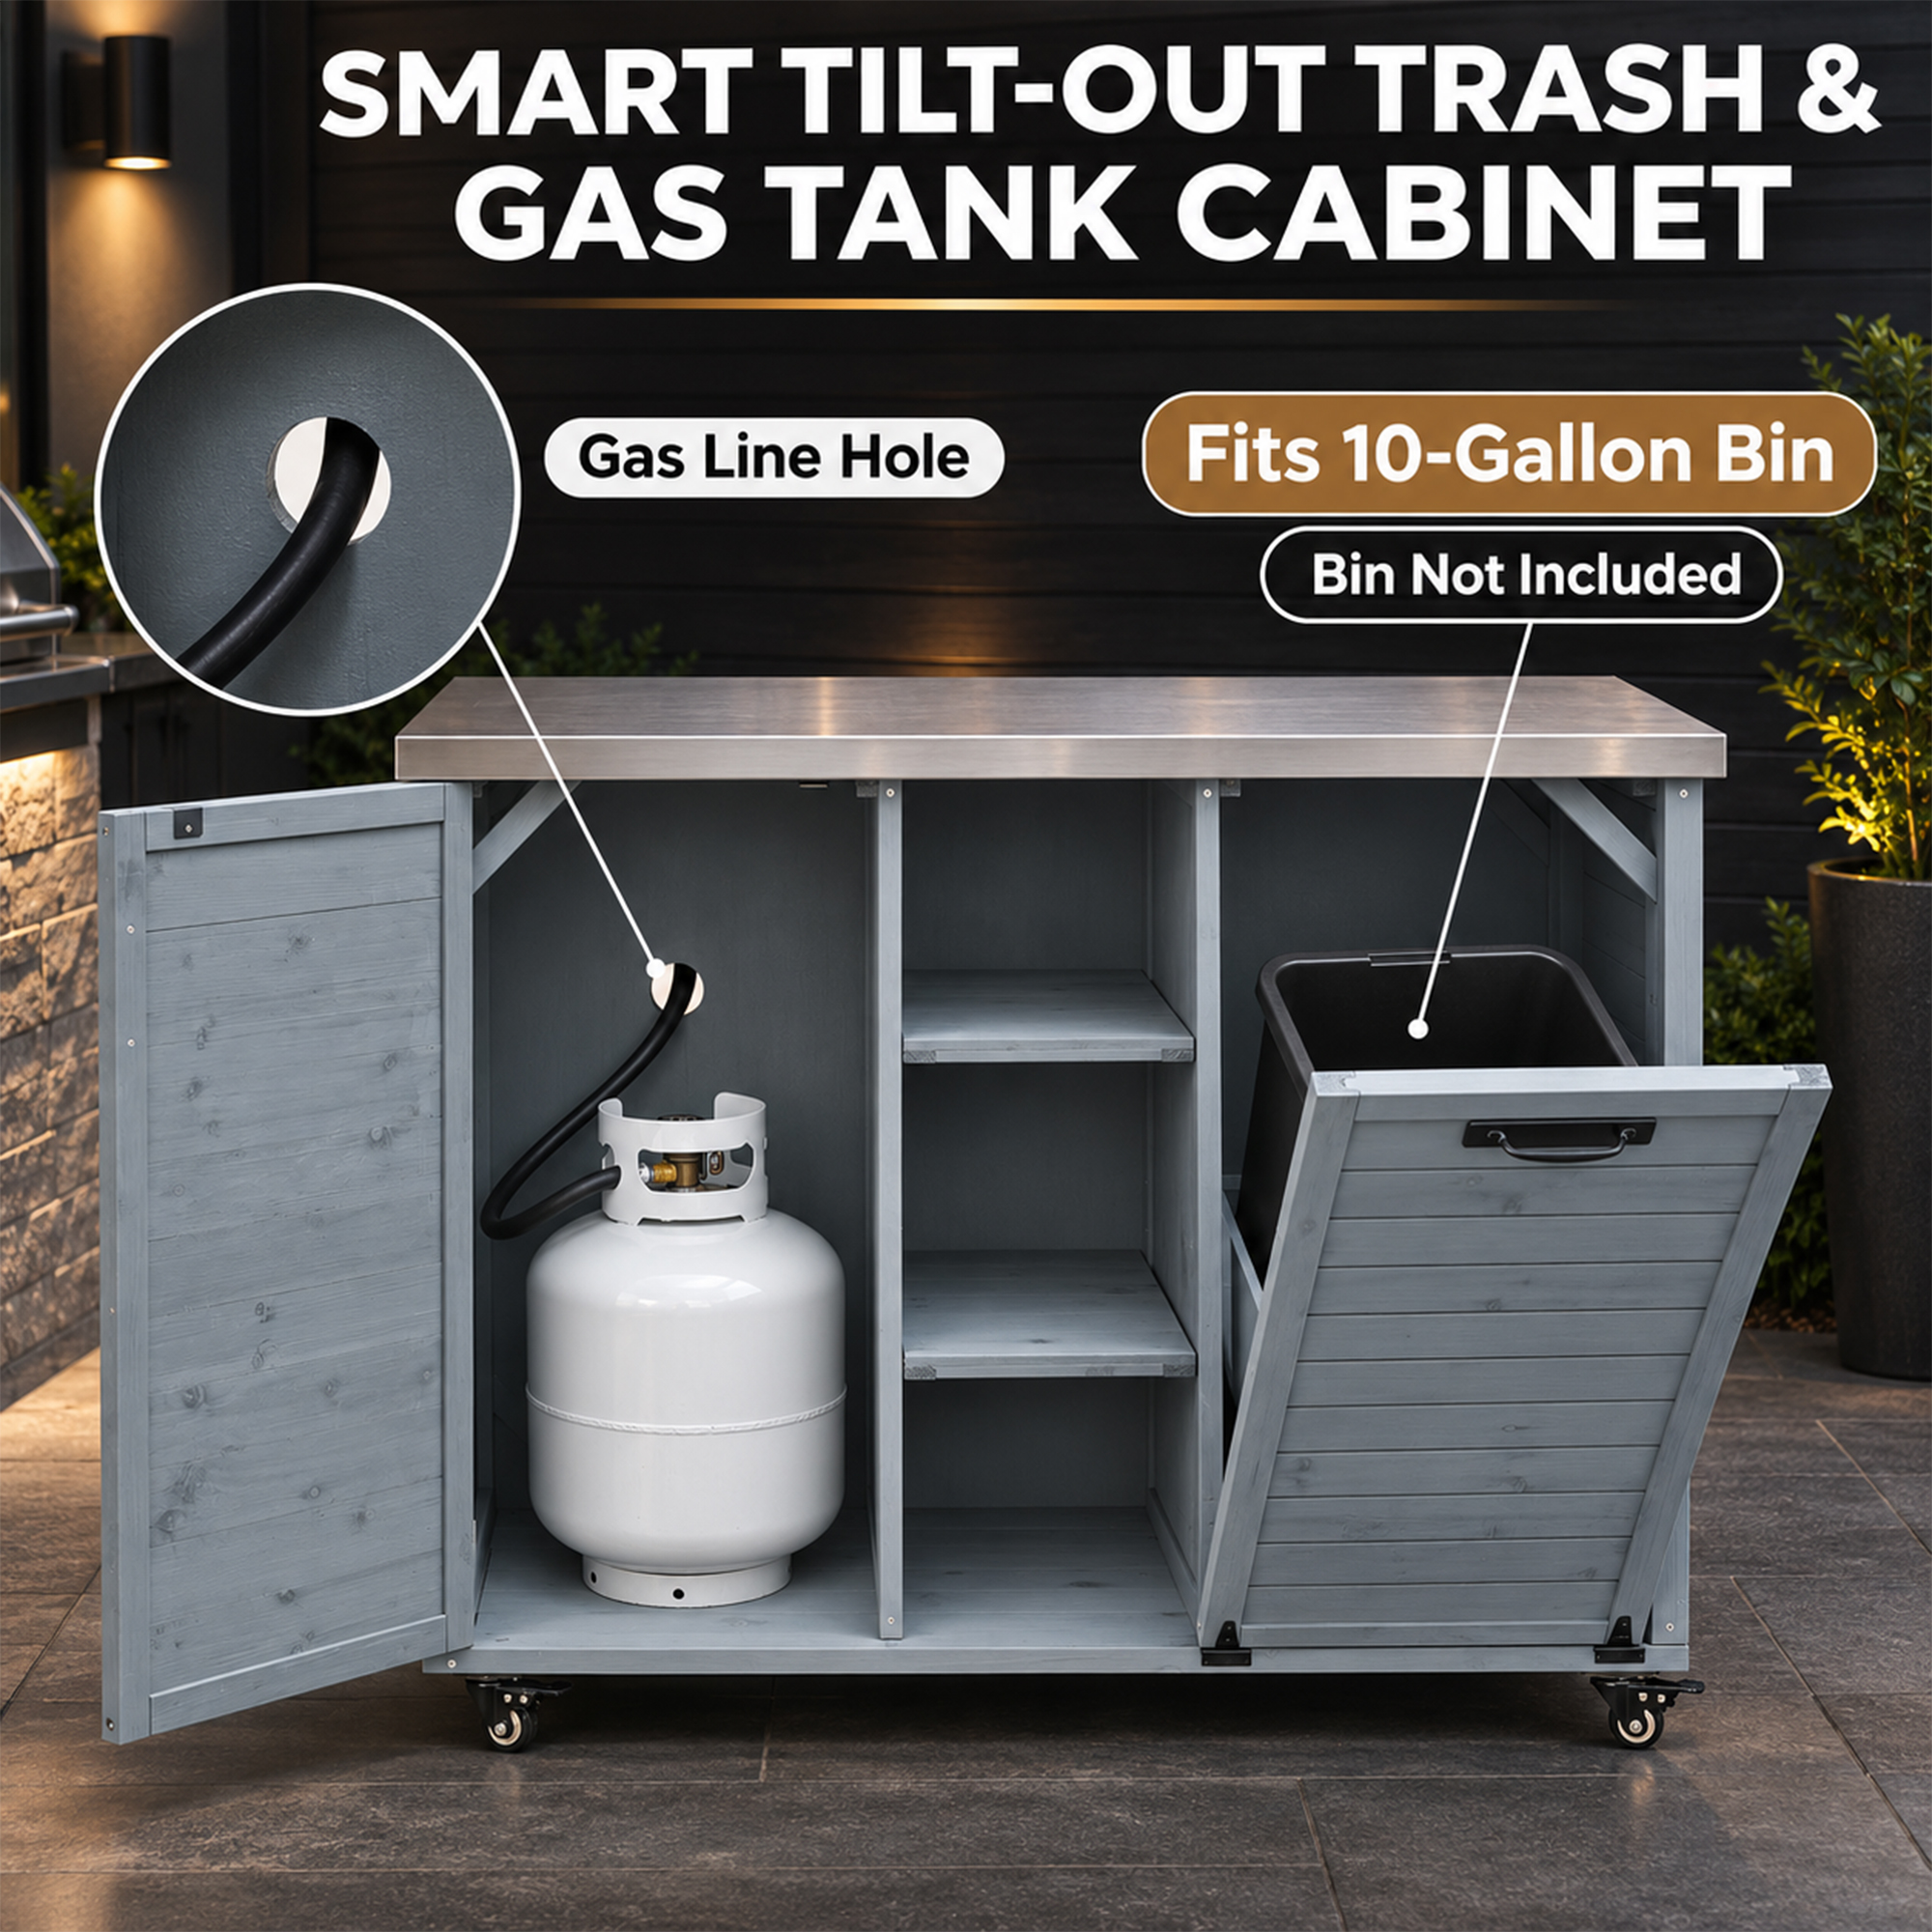 SMART TILT-OUT TRASH &
GAS TANK CABINET
Gas Line Hole
Fits 10-Gallon Bin
Bin Not Included